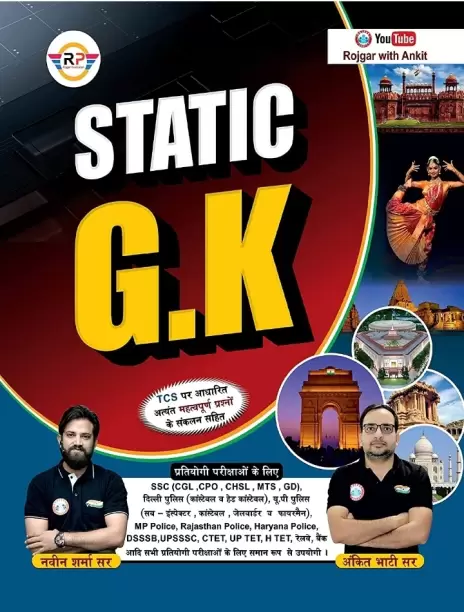 RP
YouTube
Rojgar with Ankit
STATIC
G.K
TCS पर आधारित
अत्यंत महत्वपूर्ण प्रश्नों
के संकलन सहित
प्रतियोगी परीक्षाओं के लिए
SSC (CGL ,CPO , CHSL , MTS , GD),
दिल्ली पुलिस (कांस्टेबल व हेड कांस्टेबल), यू.पी पुलिस
(सब – इंस्पेक्टर , कांस्टेबल , जेलवार्डर व फायरमैन),
MP Police, Rajasthan Police, Haryana Police,
DSSSB,UPSSSC, CTET, UP TET, H TET, रेलवे, बैंक
आदि सभी प्रतियोगी परीक्षाओं के लिए समान रूप से उपयोगी ।
नवीन शर्मा सर
अंकित भाटी सर